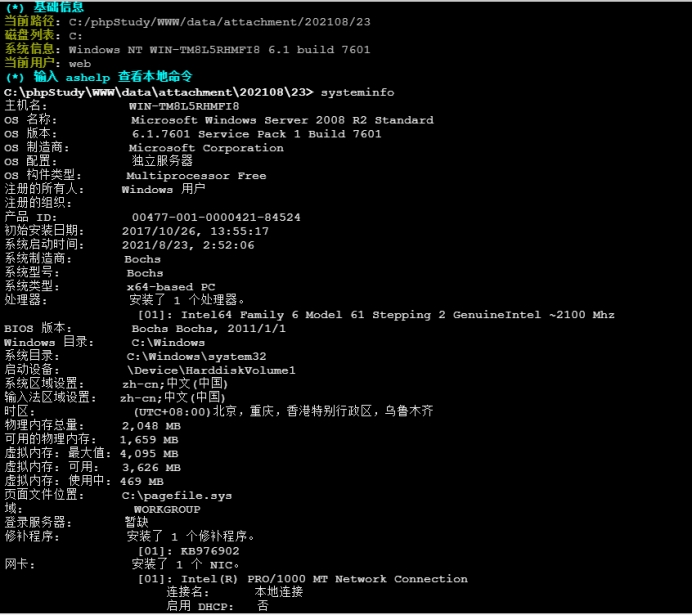 (*) 基础信息
当前路径: C:/phpStudy/WWW/data/attachment/202108/23
磁盘列表: C:
系统信息: Windows NT WIN-TM8L5RHMFI8 6.1 build 7601
当前用户: web
(*) 输入 ashelp 查看本地命令
C:\phpStudy\WWW\data\attachment\202108\23> systeminfo
主机名: WIN-TM8L5RHMFI8
OS 名称: Microsoft Windows Server 2008 R2 Standard
OS 版本: 6.1.7601 Service Pack 1 Build 7601
OS 制造商: Microsoft Corporation
OS 配置: 独立服务器
OS 构件类型: Multiprocessor Free
注册的所有人: Windows 用户
注册的组织:
产品 ID: 00477-001-0000421-84524
初始安装日期: 2017/10/26, 13:55:17
系统启动时间: 2021/8/23, 2:52:06
系统制造商: Bochs
系统型号: Bochs
系统类型: x64-based PC
处理器: 安装了 1 个处理器。
[01]: Intel64 Family 6 Model 61 Stepping 2 GenuineIntel ~2100 Mhz
BIOS 版本: Bochs Bochs, 2011/1/1
Windows 目录: C:\Windows
系统目录: C:\Windows\system32
启动设备: \Device\HarddiskVolume1
系统区域设置: zh-cn;中文(中国)
输入法区域设置: zh-cn;中文(中国)
时区: (UTC+08:00)北京，重庆，香港特别行政区，乌鲁木齐
物理内存总量: 2,048 MB
可用的物理内存: 1,659 MB
虚拟内存: 最大值: 4,095 MB
虚拟内存: 可用: 3,626 MB
虚拟内存: 使用中: 469 MB
页面文件位置: C:\pagefile.sys
域: WORKGROUP
登录服务器: 暂缺
修补程序: 安装了 1 个修补程序。
[01]: KB976902
网卡: 安装了 1 个 NIC。
[01]: Intel(R) PRO/1000 MT Network Connection
连接名: 本地连接
启用 DHCP: 否